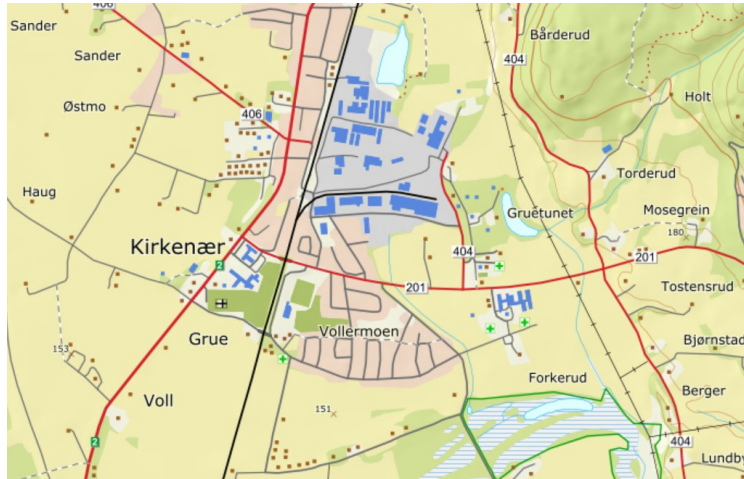 406
Sander
Bårderud
Sander
404
Holt
Østmo
406
Torderud
Haug
Gruetunet
Mosegrein
180
Kirkenær
404
201
2
201
Tostensrud
Grue
Vollermoen
Bjørnstad
153
Forkerud
Berger
Voll
151
2
404
Lundby